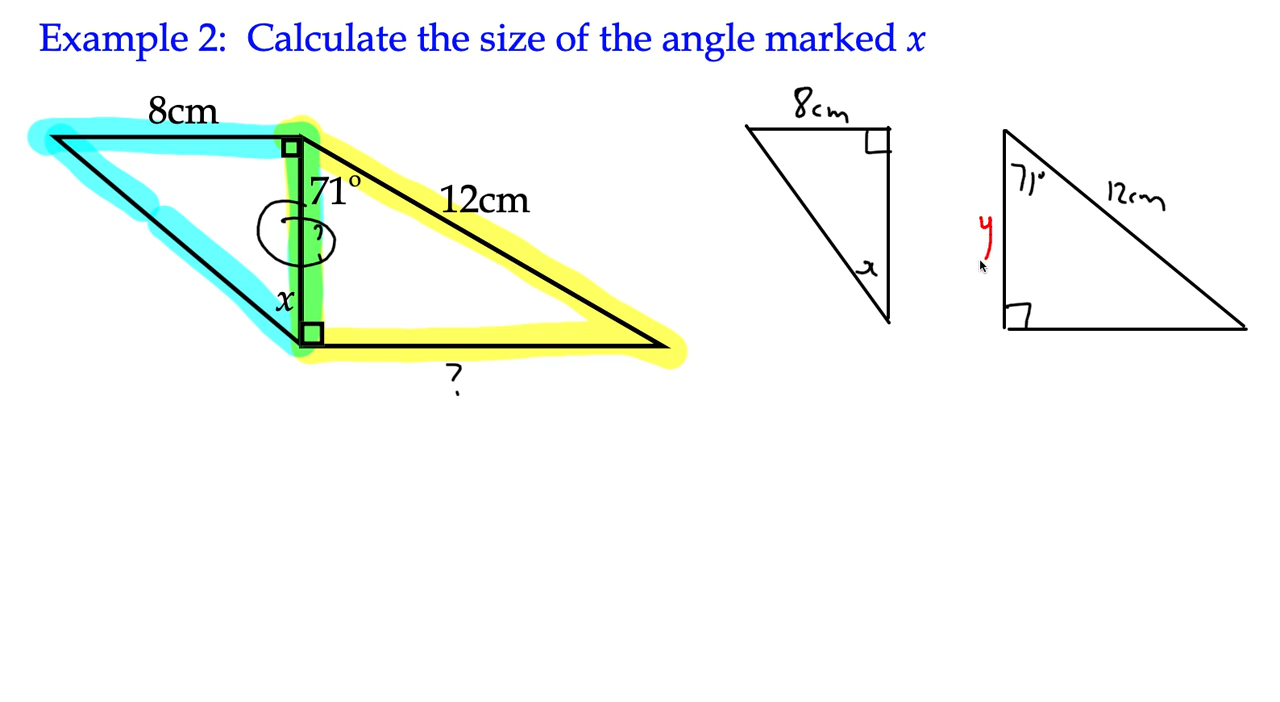 Example 2: Calculate the size of the angle marked x
8cm
71°
12cm
?
x
?
8cm
x
71°
12cm
y